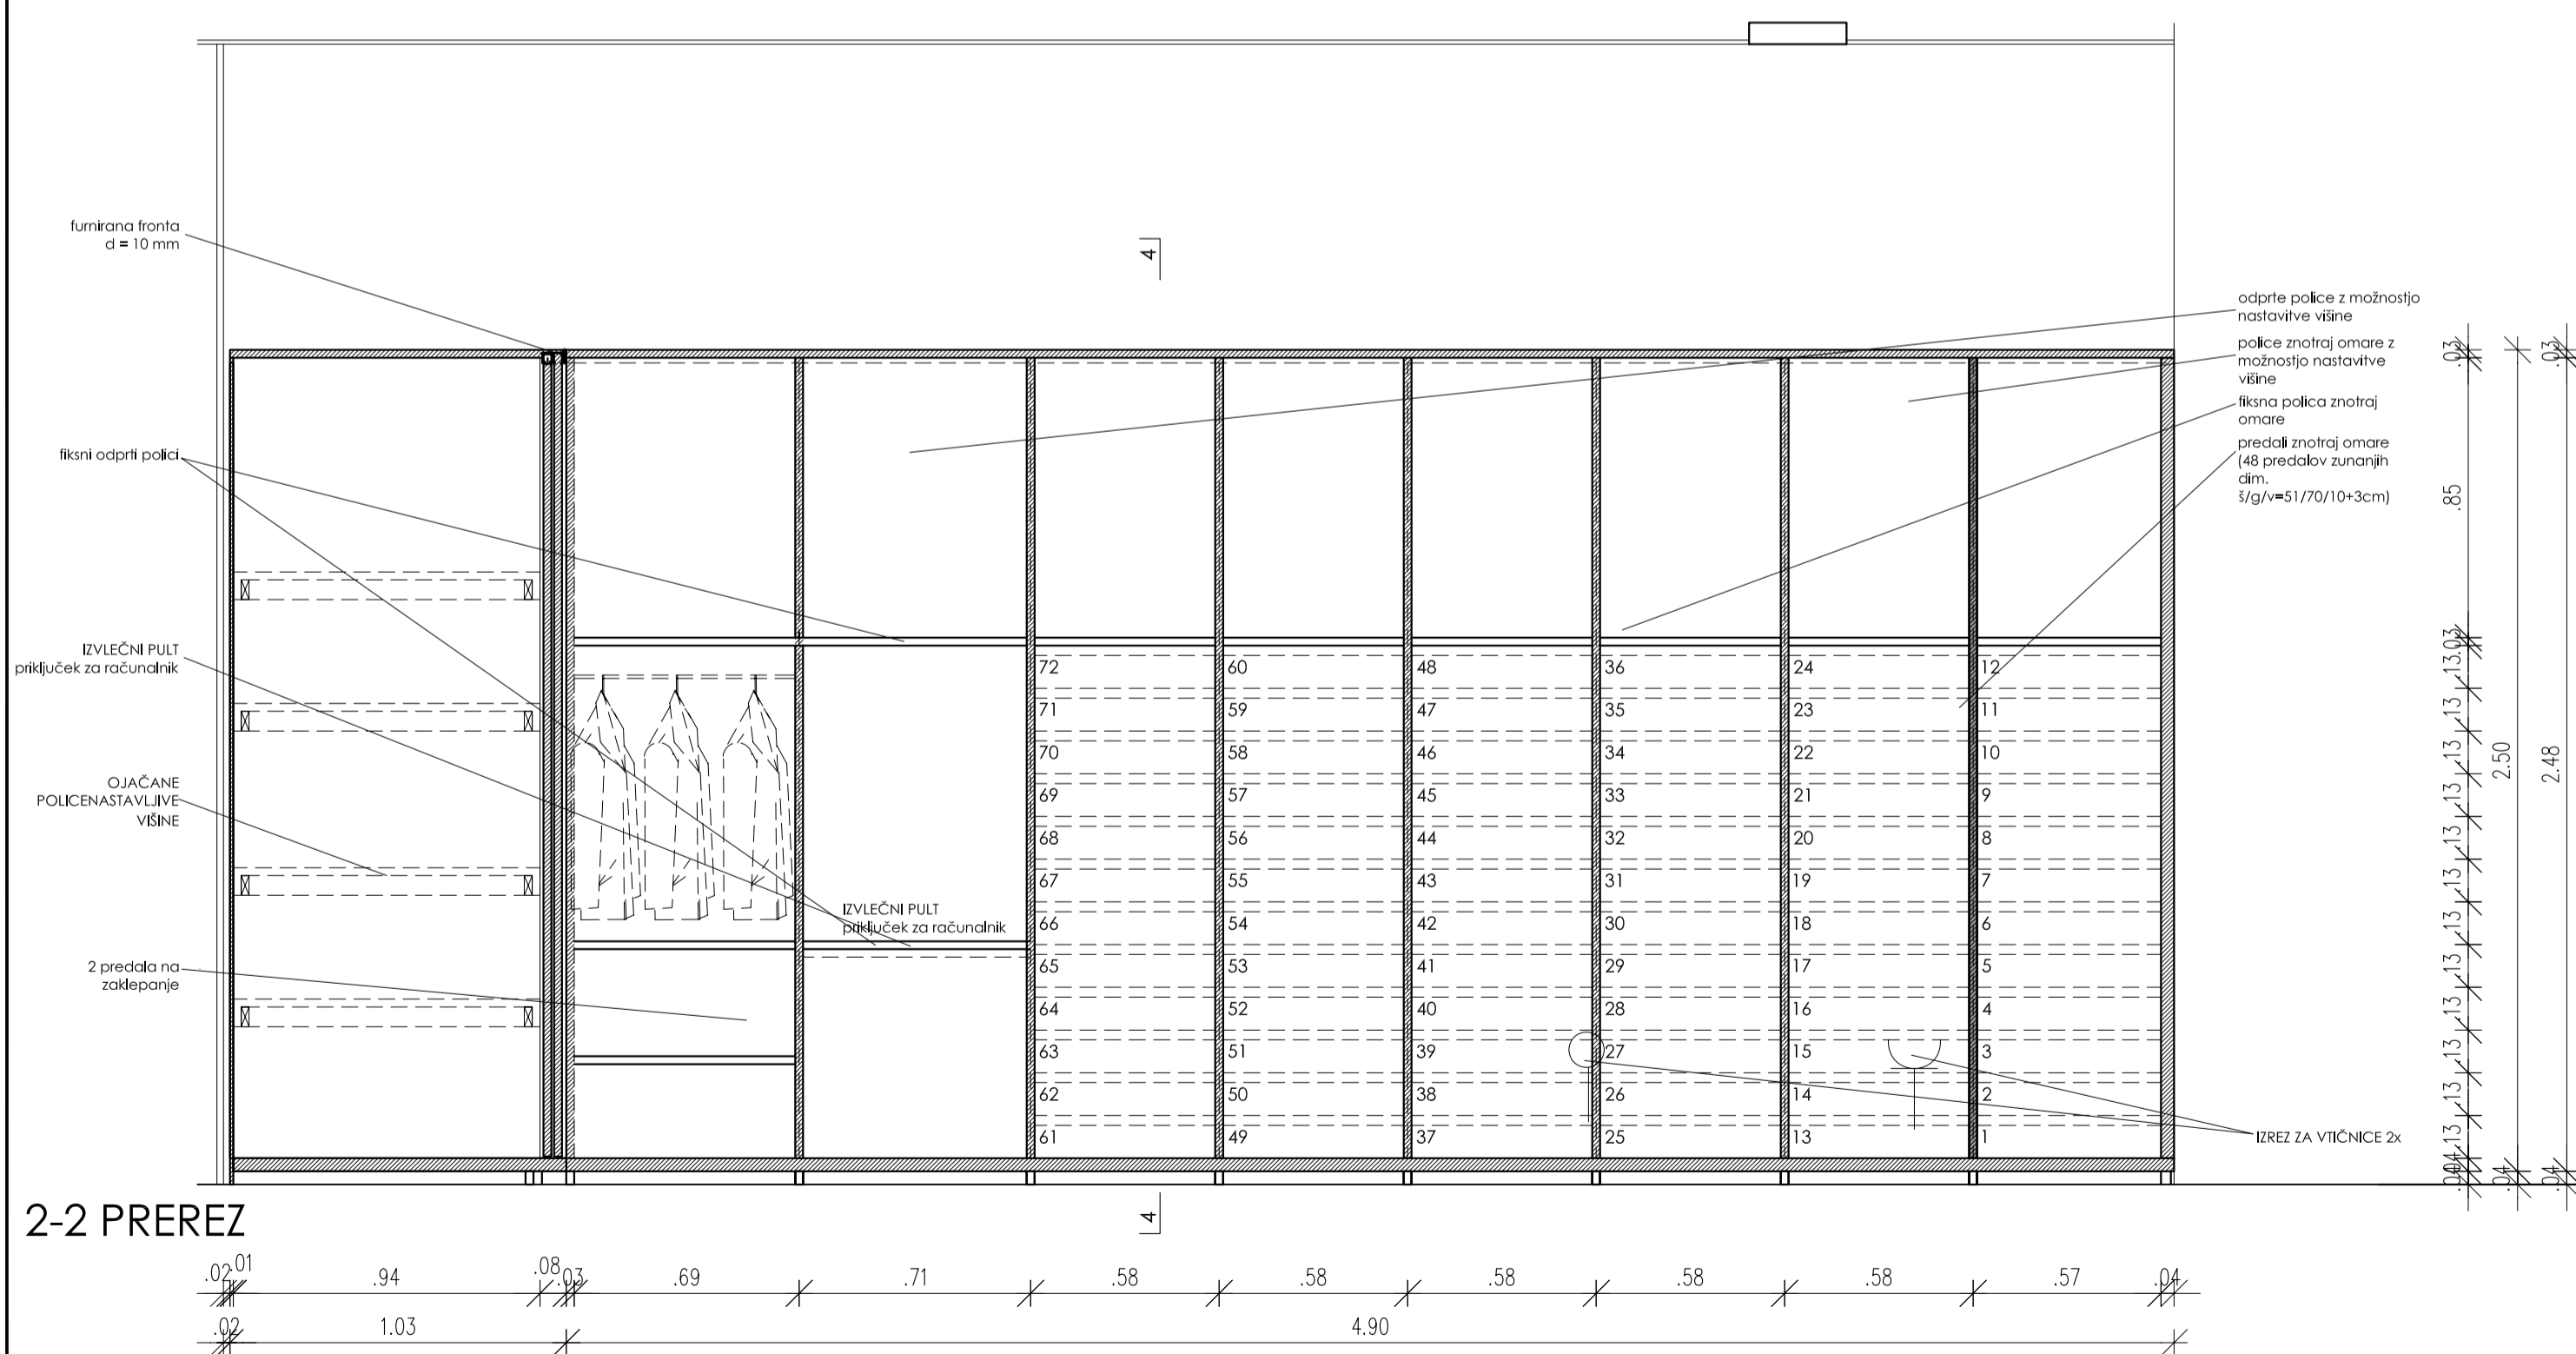 furnirana fronta
d = 10 mm
4
odprte police z možnostjo
nastavitve višine
police znotraj omare z
možnostjo nastavitve
višine
fiksna polica znotraj
omare
predali znotraj omare
(48 predalov zunanjih
dim.
š/g/v=51/70/10+3cm)
fiksni odprti polici
IZVLEČNI PULT
priključek za računalnik
OJAČANE
POLICENASTAVLJIVE
VIŠINE
2 predala na
zaklepanje
IZVLEČNI PULT
priključek za računalnik
72 60 48 36 24 12
71 59 47 35 23 11
70 58 46 34 22 10
69 57 45 33 21 9
68 56 44 32 20 8
67 55 43 31 19 7
66 54 42 30 18 6
65 53 41 29 17 5
64 52 40 28 16 4
63 51 39 27 15 3
62 50 38 26 14 2
61 49 37 25 13 1
IZREZ ZA VTIČNICE 2x
.03
.85
.03
.13
.13
.13
.13
.13
.13
.13
.13
.13
.13
.13
.13
.04
.04
2.50
.04
.03
2.48
.04
2-2 PREREZ
4
.02 .01 .94 .08 .03 .69 .71 .58 .58 .58 .58 .58 .57 .04
.02 1.03 4.90